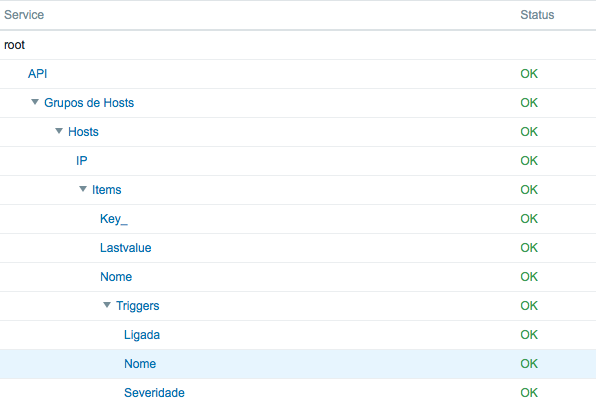 Service Status
root
API OK
Grupos de Hosts OK
Hosts OK
IP OK
Items OK
Key_ OK
Lastvalue OK
Nome OK
Triggers OK
Ligada OK
Nome OK
Severidade OK